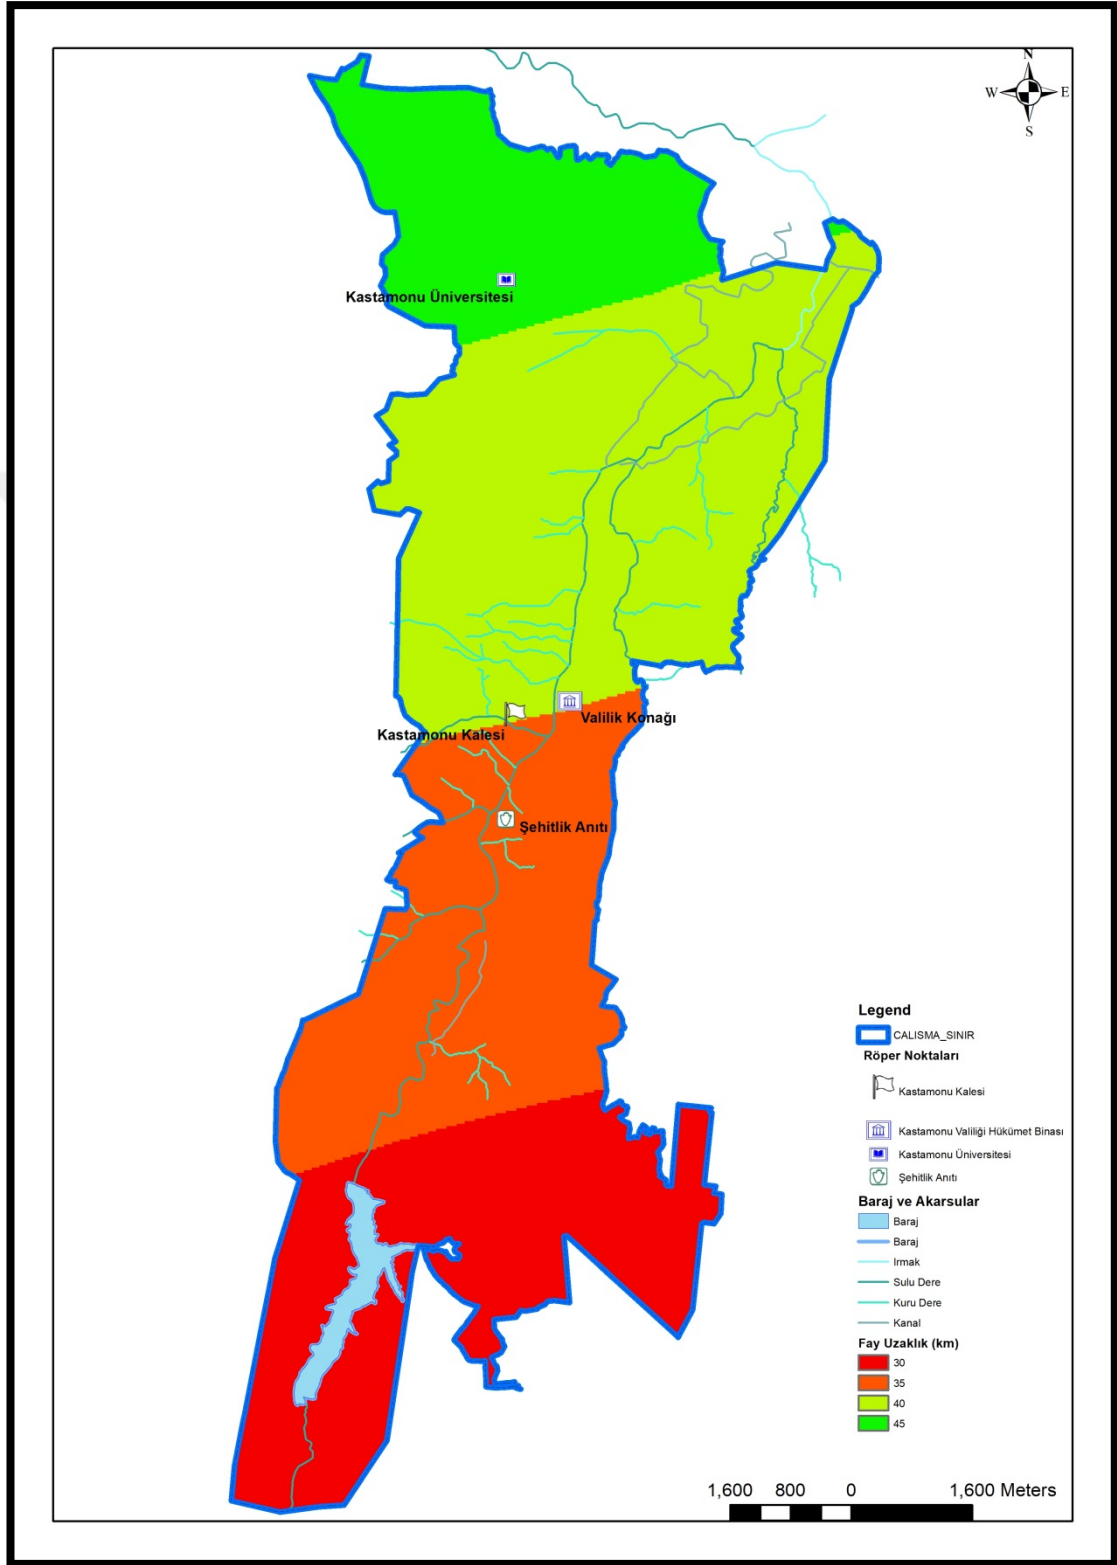 N
W E
S
Kastamonu Üniversitesi
Valilik Konağı
Kastamonu Kalesi
Şehitlik Anıtı
Legend
CALISMA_SINIR
Röper Noktaları
Kastamonu Kalesi
Kastamonu Valiliği Hükümet Binası
Kastamonu Üniversitesi
Şehitlik Anıtı
Baraj ve Akarsular
Baraj
Baraj
Irmak
Sulu Dere
Kuru Dere
Kanal
Fay Uzaklık (km)
30
35
40
45
1,600 800 0 1,600 Meters